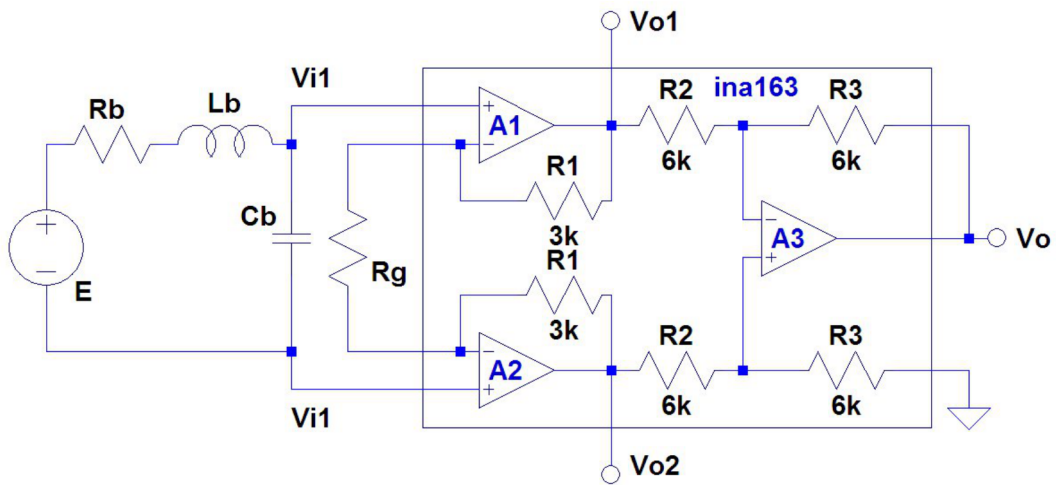 Vo1
Vi1
ina163
R2
R3
Rb
Lb
+
A1
−
6k
6k
R1
Cb
3k
−
A3
+
Vo
+
−
E
Rg
R1
3k
−
A2
+
R2
R3
6k
6k
Vi1
Vo2